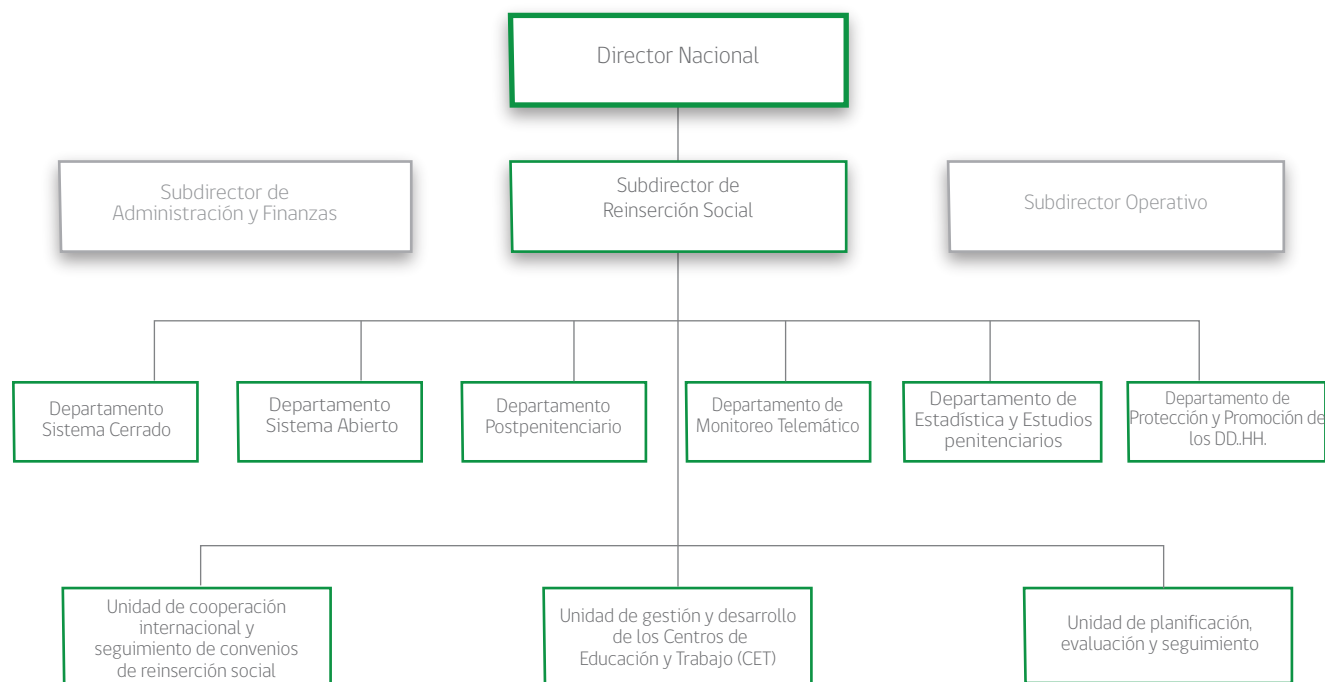 Director Nacional
Subdirector de
Administración y Finanzas
Subdirector de
Reinserción Social
Subdirector Operativo
Departamento
Sistema Cerrado
Departamento
Sistema Abierto
Departamento
Postpenitenciario
Departamento de
Monitoreo Telemático
Departamento de
Estadística y Estudios
penitenciarios
Departamento de
Protección y Promoción de
los DD..HH.
Unidad de cooperación
internacional y
seguimiento de convenios
de reinserción social
Unidad de gestión y desarrollo
de los Centros de
Educación y Trabajo (CET)
Unidad de planificación,
evaluación y seguimiento